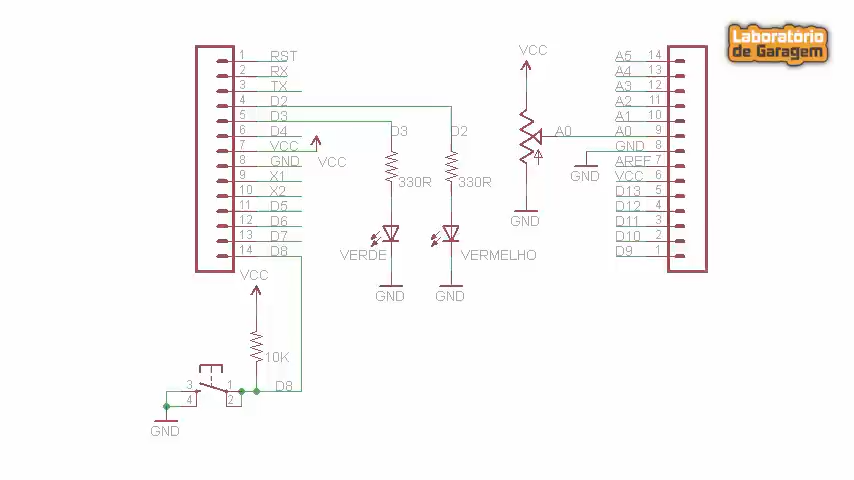 Laboratório
de Garagem
1 RST
2 RX
3 TX
4 D2
5 D3
6 D4
7 VCC
8 GND
9 X1
10 X2
11 D5
12 D6
13 D7
14 D8
VCC
D3
D2
330R
330R
VERDE
VERMELHO
GND
GND
VCC
A0
GND
A5 14
A4 13
A3 12
A2 11
A1 10
A0 9
GND 8
AREF 7
VCC 6
D13 5
D12 4
D11 3
D10 2
D9 1
GND
VCC
10K
3 1
D8
4 2
GND